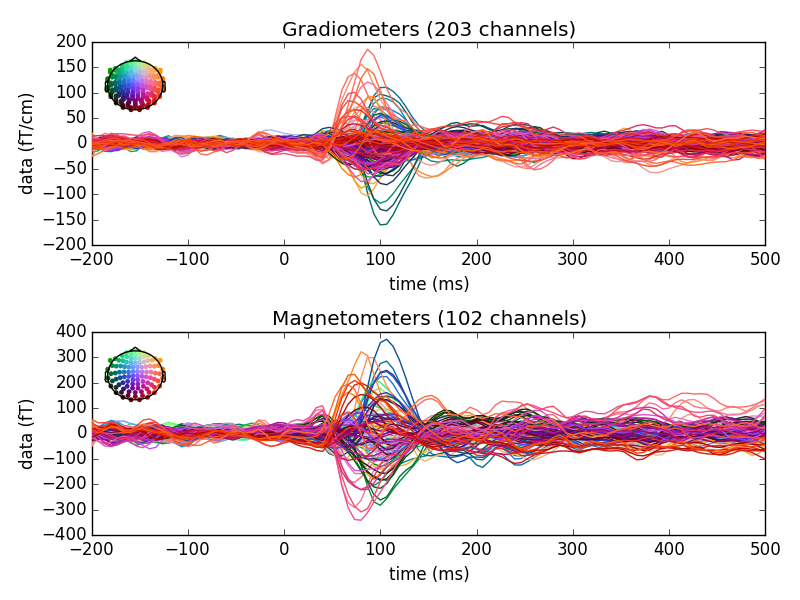 Gradiometers (203 channels)
200
150
100
50
0
−50
−100
−150
−200
data (fT/cm)
−200 −100 0 100 200 300 400 500
time (ms)
Magnetometers (102 channels)
400
300
200
100
0
−100
−200
−300
−400
data (fT)
−200 −100 0 100 200 300 400 500
time (ms)